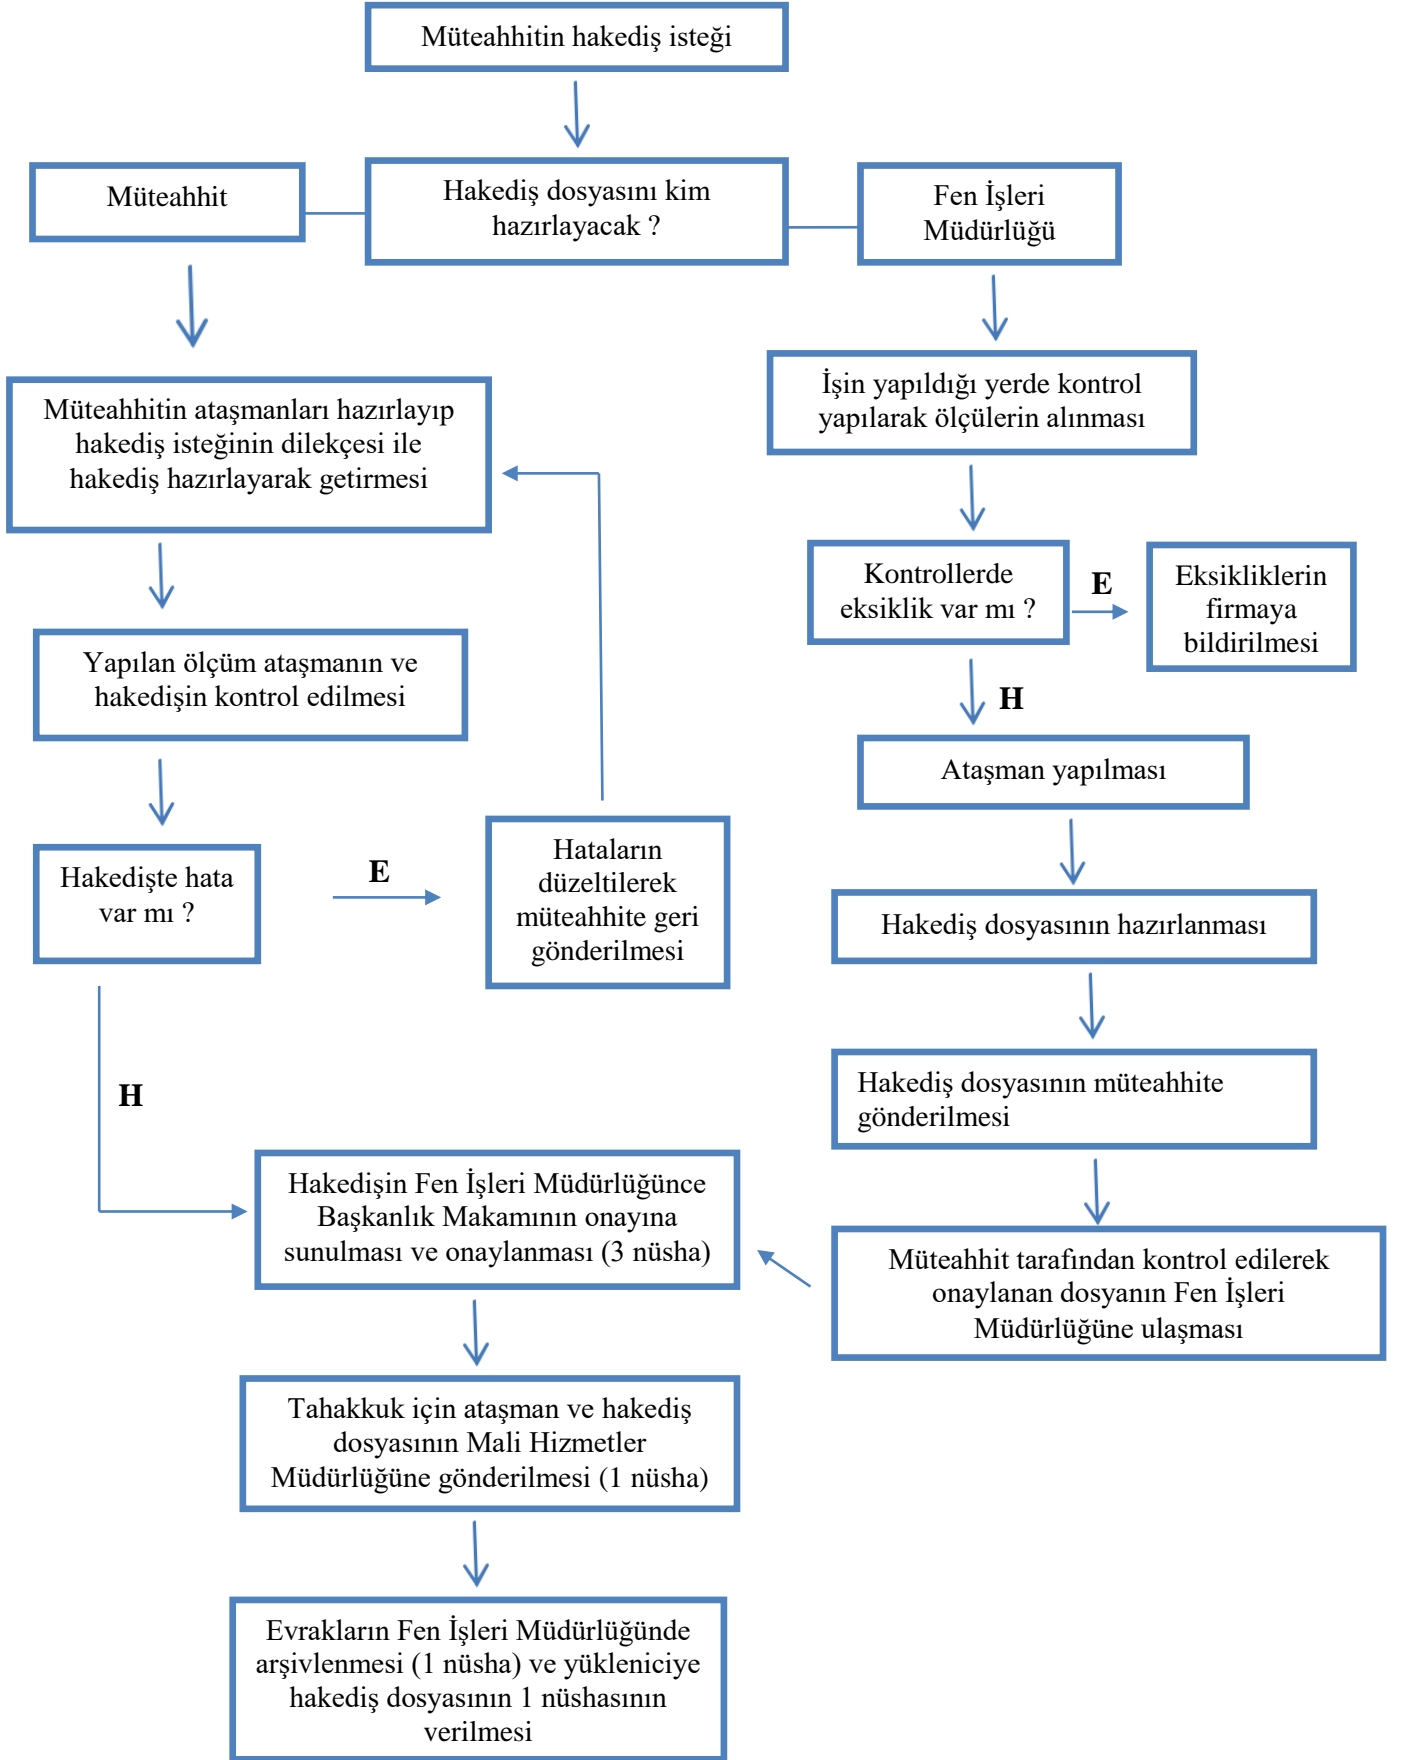 Müteahhitin hakediş isteği
Müteahhit
Hakediş dosyasını kim
hazırlayacak ?
Fen İşleri
Müdürlüğü
Müteahhitin ataşmanları hazırlayıp
hakediş isteğinin dilekçesi ile
hakediş hazırlayarak getirmesi
İşin yapıldığı yerde kontrol
yapılarak ölçülerin alınması
Kontrollerde
eksiklik var mı ?
E
Eksikliklerin
firmaya
bildirilmesi
Yapılan ölçüm ataşmanın ve
hakedişin kontrol edilmesi
H
Ataşman yapılması
Hakedişte hata
var mı ?
E
Hataların
düzeltilerek
müteahhite geri
gönderilmesi
Hakediş dosyasının hazırlanması
H
Hakediş dosyasının müteahhite
gönderilmesi
Hakedişin Fen İşleri Müdürlüğünce
Başkanlık Makamının onayına
sunulması ve onaylanması (3 nüsha)
Müteahhit tarafından kontrol edilerek
onaylanan dosyanın Fen İşleri
Müdürlüğüne ulaşması
Tahakkuk için ataşman ve hakediş
dosyasının Mali Hizmetler
Müdürlüğüne gönderilmesi (1 nüsha)
Evrakların Fen İşleri Müdürlüğünde
arşivlenmesi (1 nüsha) ve yükleniciye
hakediş dosyasının 1 nüshasının
verilmesi